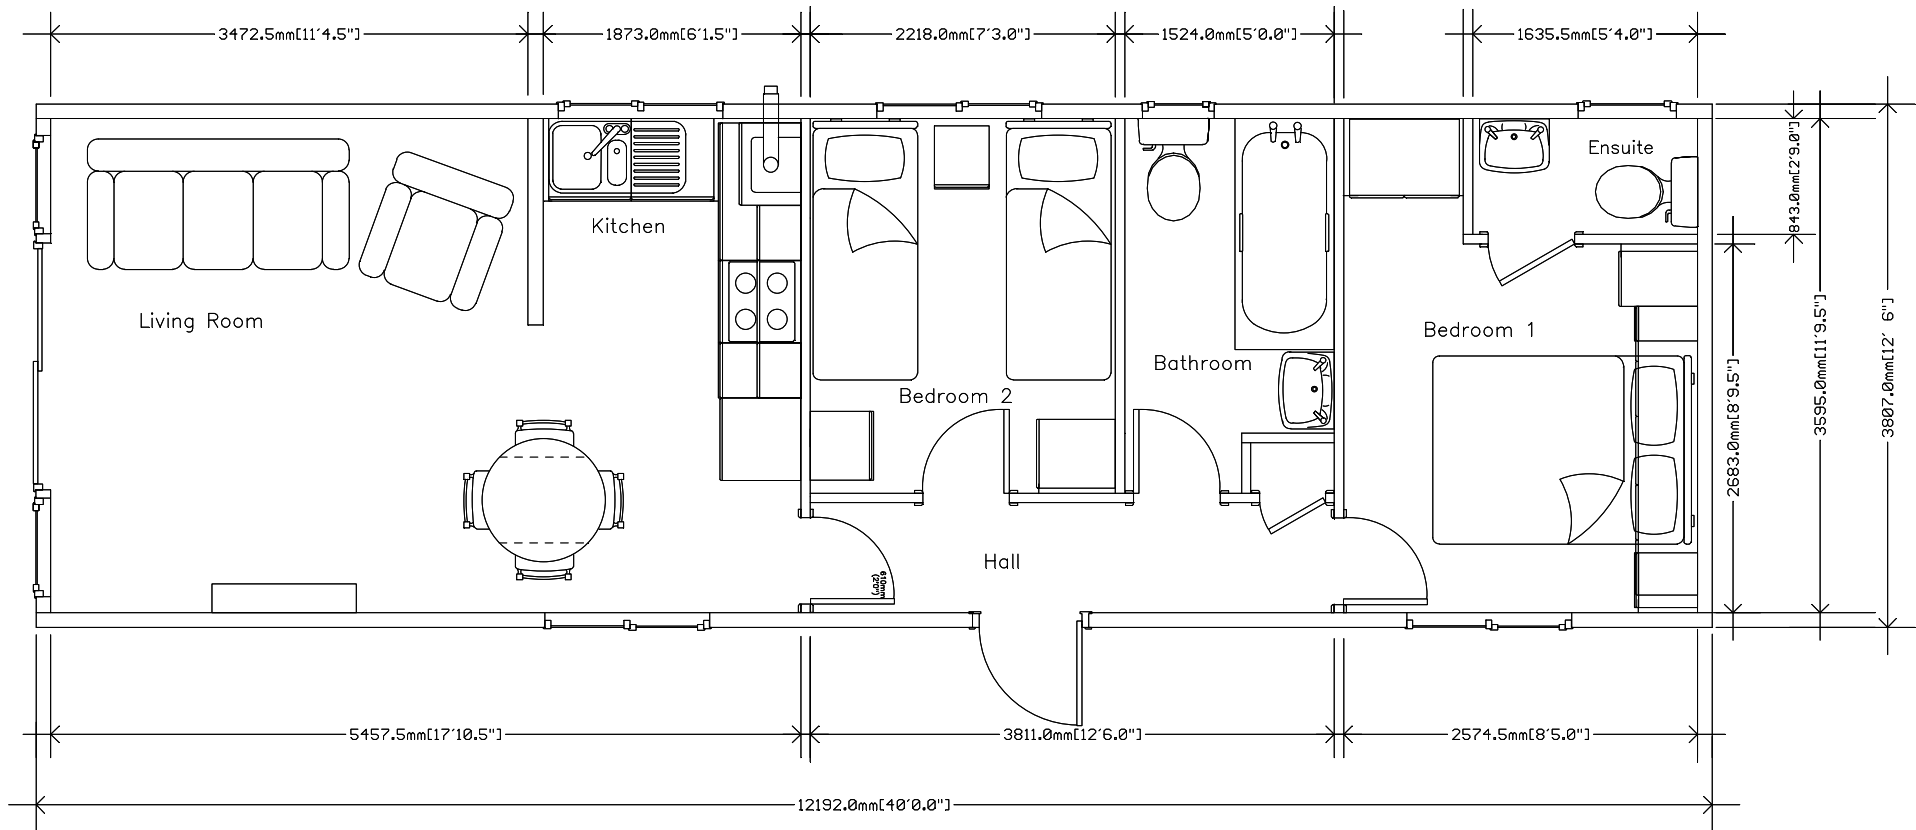 3472.5mm[11'4.5"]
1873.0mm[6'1.5"]
2218.0mm[7'3.0"]
1524.0mm[5'0.0"]
1635.5mm[5'4.0"]
Ensuite
843.0mm[2'9.0"]
Kitchen
Living Room
Bedroom 1
Bathroom
Bedroom 2
2683.0mm[8'9.5"]
3595.0mm[11'9.5"]
3807.0mm[12' 6"]
Hall
610mm
(2'0")
5457.5mm[17'10.5"]
3811.0mm[12'6.0"]
2574.5mm[8'5.0"]
12192.0mm[40'0.0"]